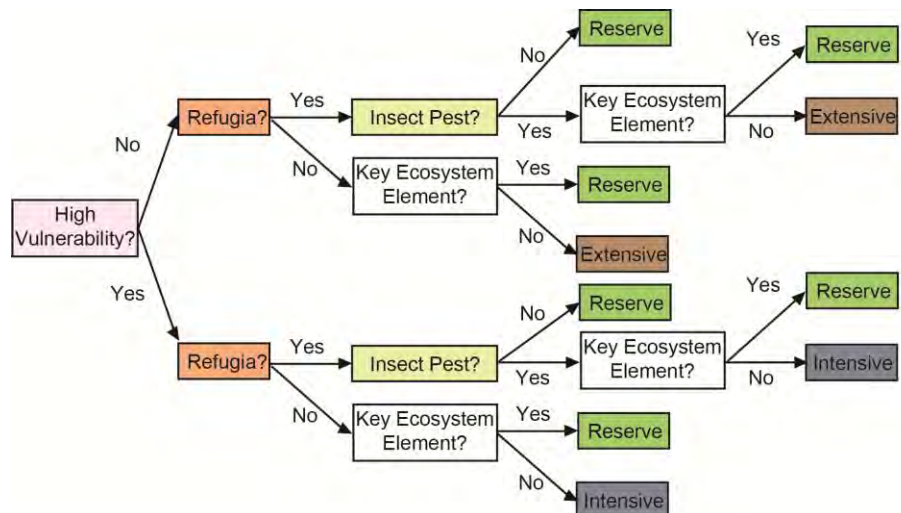 No
Reserve
Yes
Reserve
Refugia?
Yes
Insect Pest?
Yes
Key Ecosystem
Element?
No
Extensive
No
No
Key Ecosystem
Element?
Yes
Reserve
High
Vulnerability?
No
Extensive
Yes
No
Reserve
Yes
Reserve
Refugia?
Yes
Insect Pest?
Yes
Key Ecosystem
Element?
No
Intensive
No
Key Ecosystem
Element?
Yes
Reserve
No
Intensive